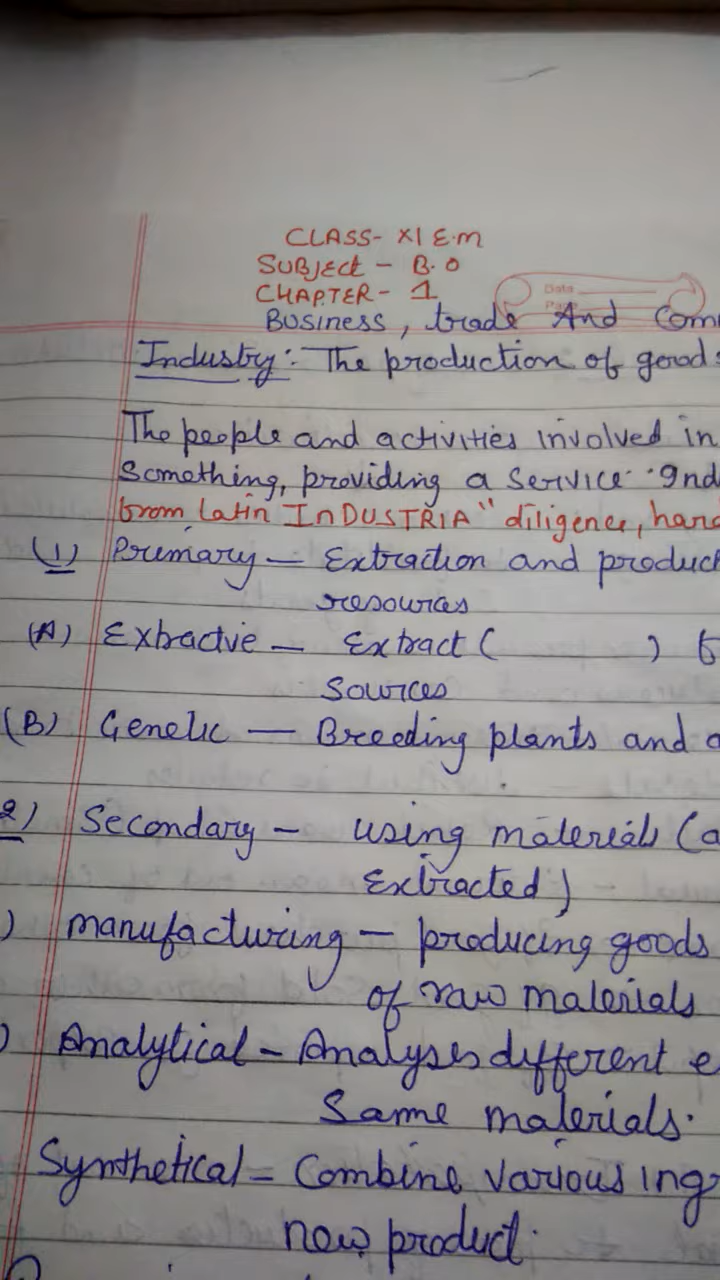 CLASS- XI E.m
SUBJECt - B.O
CHAPTER - 1
Data
BUSINESS, trade And Com
Industry: The production of good
The people and activities involved in
Something, providing a Service. Ind
from Latin InDUSTRIA" diligence, hard
(1) Primary - Extraction and product
resources
(A) Extractive - Extract ( ) f
Sources
(B) Genetic - Breeding plants and a
2) Secondary - using materials (a
Extracted)
) manufacturing - producing goods
of raw materials
) Analytical - Analyses different e
Same materials.
Synthetical - Combine various ing
new product.